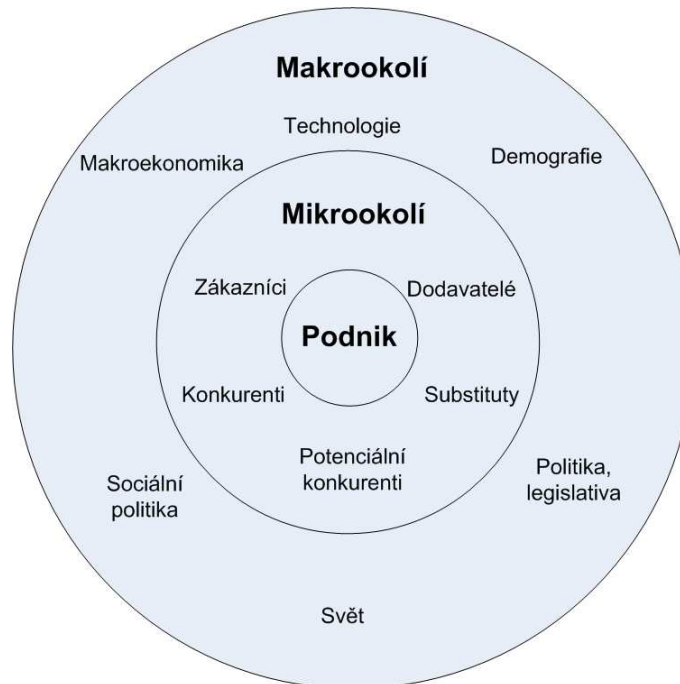 Makrookolí
Technologie
Makroekonomika
Demografie
Mikrookolí
Zákazníci
Dodavatelé
Podnik
Konkurenti
Substituty
Potenciální
konkurenti
Sociální
politika
Politika,
legislativa
Svět